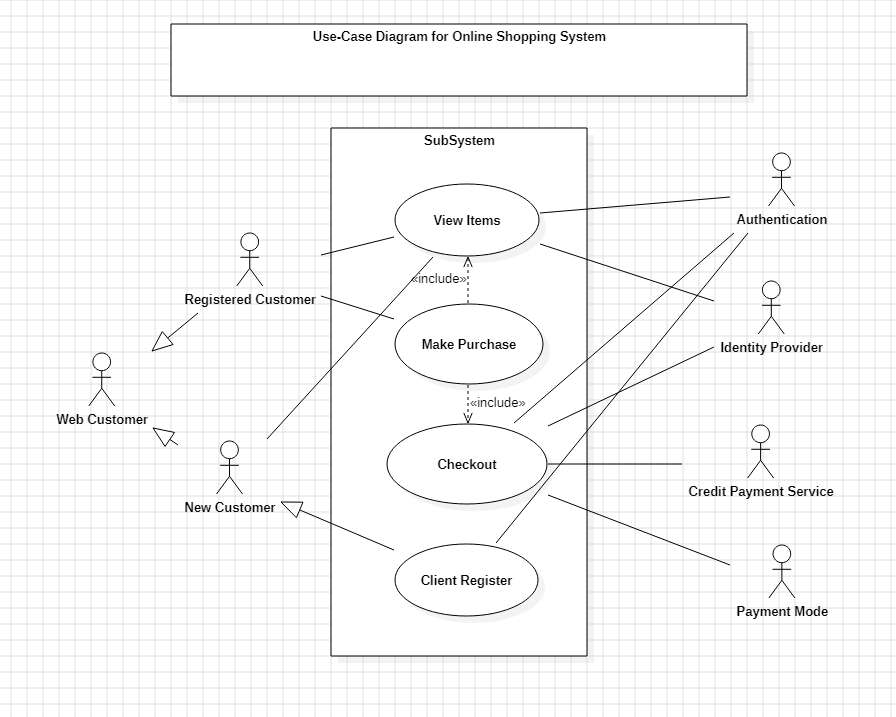 Use-Case Diagram for Online Shopping System
SubSystem
View Items
Authentication
«include»
Registered Customer
Make Purchase
Identity Provider
«include»
Web Customer
Checkout
Credit Payment Service
New Customer
Client Register
Payment Mode